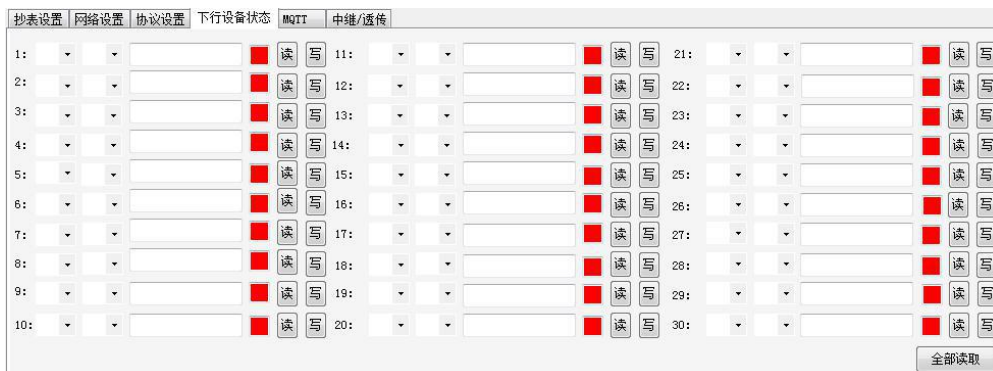 抄表设置 网络设置 协议设置 下行设备状态 MQTT 中继/透传
1: 读 写 11: 读 写 21: 读 写
2: 读 写 12: 读 写 22: 读 写
3: 读 写 13: 读 写 23: 读 写
4: 读 写 14: 读 写 24: 读 写
5: 读 写 15: 读 写 25: 读 写
6: 读 写 16: 读 写 26: 读 写
7: 读 写 17: 读 写 27: 读 写
8: 读 写 18: 读 写 28: 读 写
9: 读 写 19: 读 写 29: 读 写
10: 读 写 20: 读 写 30: 读 写
全部读取